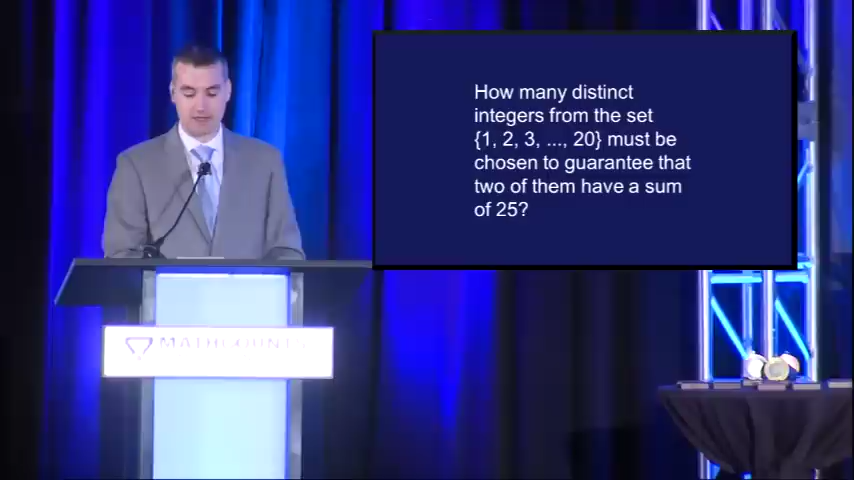 How many distinct
integers from the set
{1, 2, 3, ..., 20} must be
chosen to guarantee that
two of them have a sum
of 25?
MATHCOUNTS